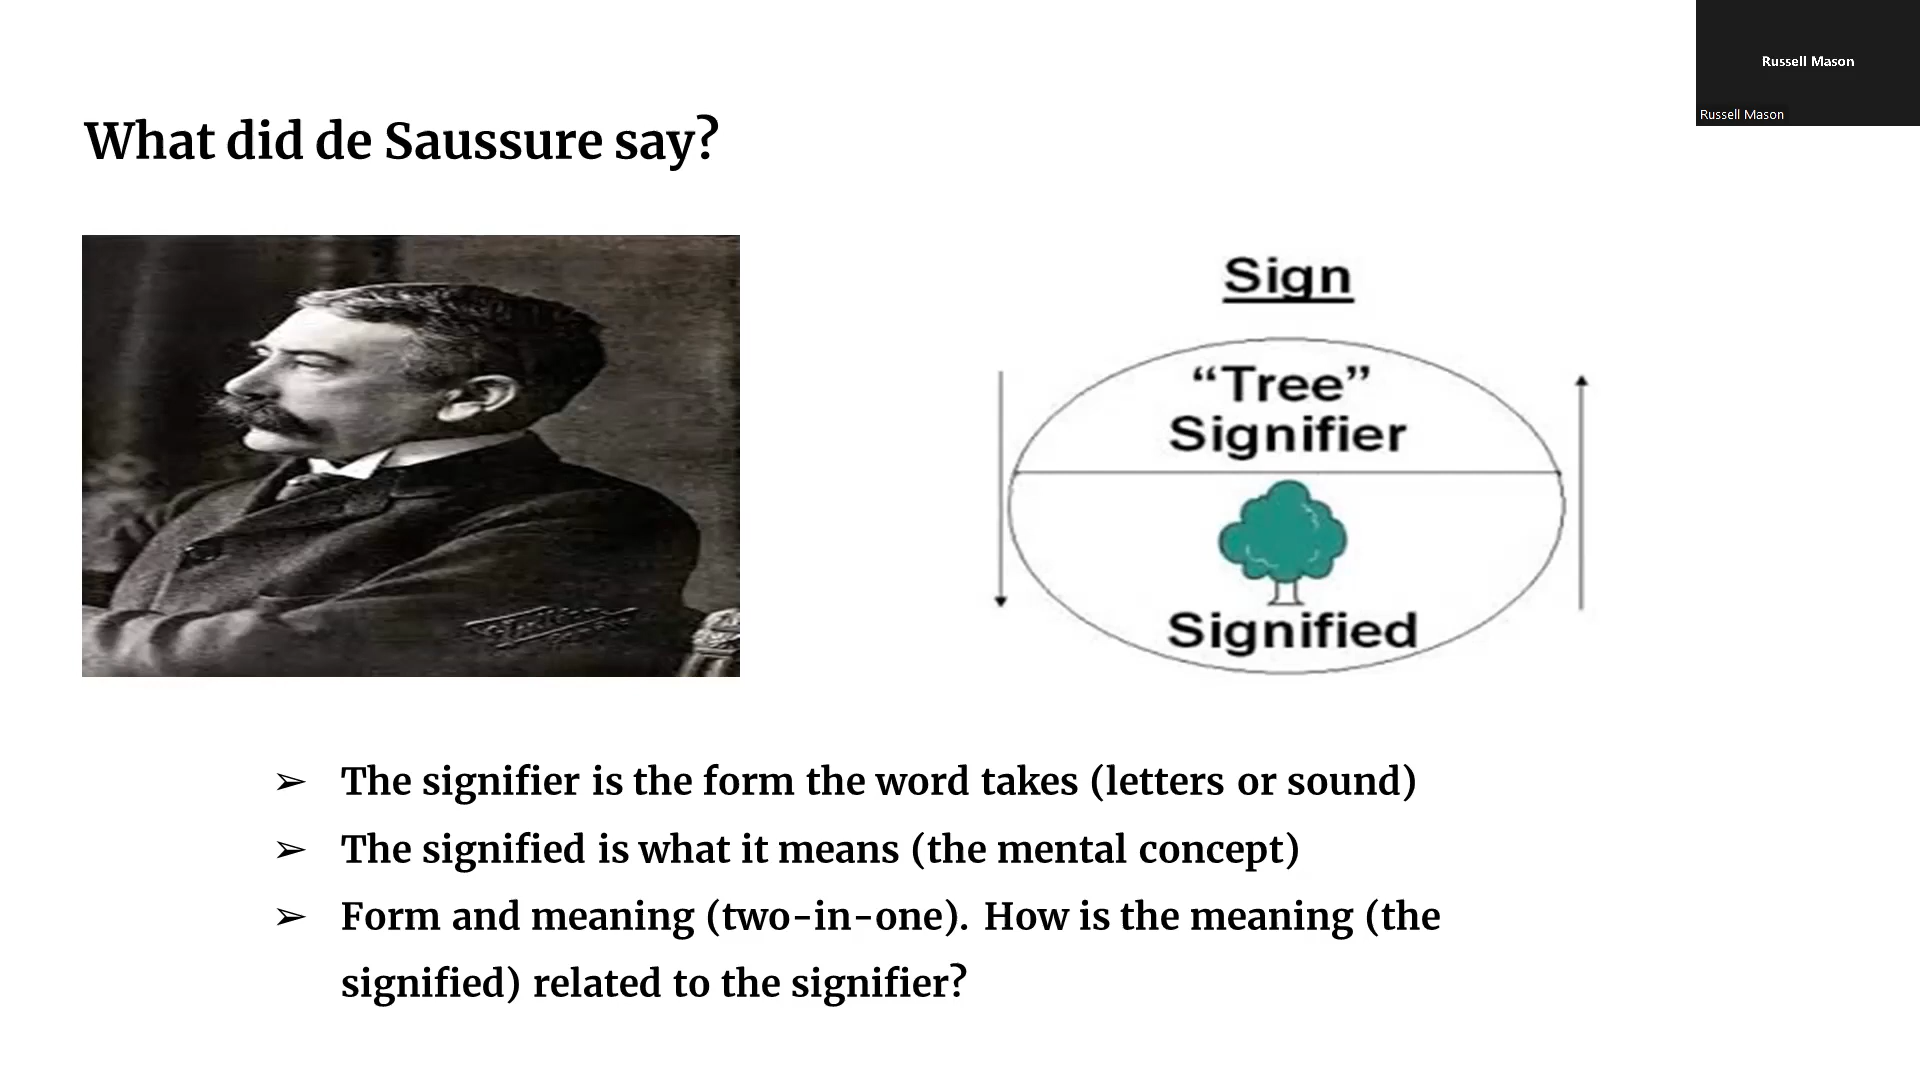 Russell Mason
Russell Mason
What did de Saussure say?
Sign
“Tree”
Signifier
Signified
➢ The signifier is the form the word takes (letters or sound)
➢ The signified is what it means (the mental concept)
➢ Form and meaning (two-in-one). How is the meaning (the
signified) related to the signifier?